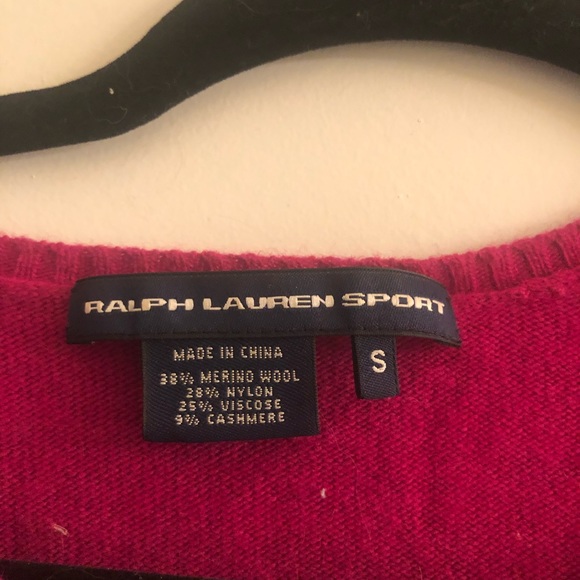 RALPH LAUREN SPORT
MADE IN CHINA
S
38% MERINO WOOL
28% NYLON
25% VISCOSE
9% CASHMERE